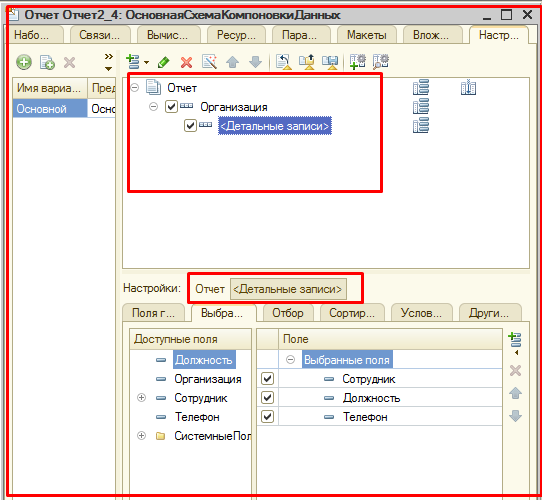 Отчет Отчет2_4: ОсновнаяСхемаКомпоновкиДанных
Набо... Связи... Вычис... Ресур... Пара... Макеты Влож... Настр...
Имя вариа... Пред
Основной Осно
Отчет
Организация
<Детальные записи>
Настройки: Отчет <Детальные записи>
Поля г... Выбра... Отбор Сортир... Услов... Други...
Доступные поля Поле
Должность Выбранные поля
Организация Сотрудник
Сотрудник Должность
Телефон Телефон
СистемныеПол